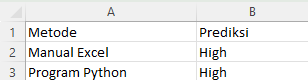 A B
1 Metode Prediksi
2 Manual Excel High
3 Program Python High